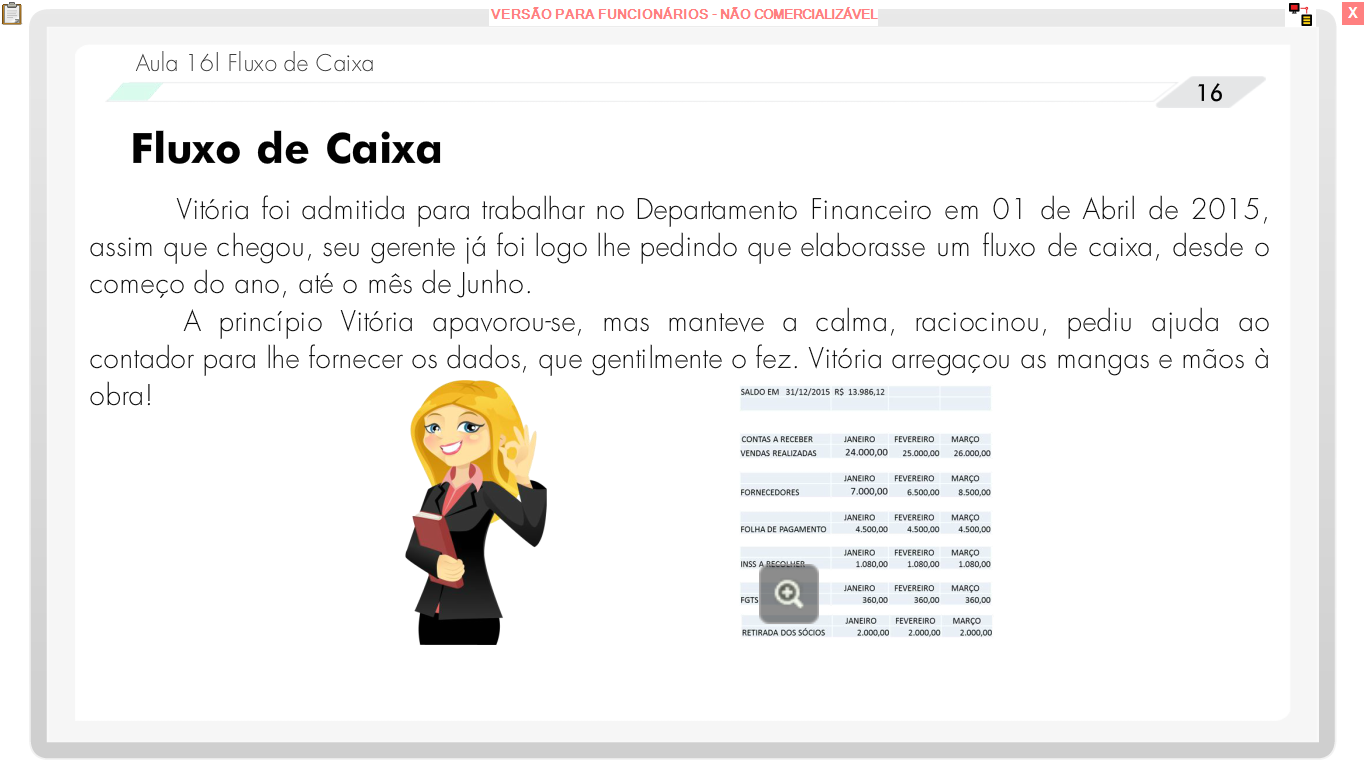 VERSÃO PARA FUNCIONÁRIOS - NÃO COMERCIALIZÁVEL
X
Aula 16| Fluxo de Caixa
16
Fluxo de Caixa
Vitória foi admitida para trabalhar no Departamento Financeiro em 01 de Abril de 2015,
assim que chegou, seu gerente já foi logo lhe pedindo que elaborasse um fluxo de caixa, desde o
começo do ano, até o mês de Junho.
A princípio Vitória apavorou-se, mas manteve a calma, raciocinou, pediu ajuda ao
contador para lhe fornecer os dados, que gentilmente o fez. Vitória arregaçou as mangas e mãos à
obra!
SALDO EM 31/12/2015 R$ 13.986,12
CONTAS A RECEBER JANEIRO FEVEREIRO MARÇO
VENDAS REALIZADAS 24.000,00 25.000,00 26.000,00
JANEIRO FEVEREIRO MARÇO
FORNECEDORES 7.000,00 6.500,00 8.500,00
JANEIRO FEVEREIRO MARÇO
FOLHA DE PAGAMENTO 4.500,00 4.500,00 4.500,00
JANEIRO FEVEREIRO MARÇO
INSS A RECOLHER 1.080,00 1.080,00 1.080,00
JANEIRO FEVEREIRO MARÇO
FGTS 360,00 360,00 360,00
JANEIRO FEVEREIRO MARÇO
RETIRADA DOS SÓCIOS 2.000,00 2.000,00 2.000,00